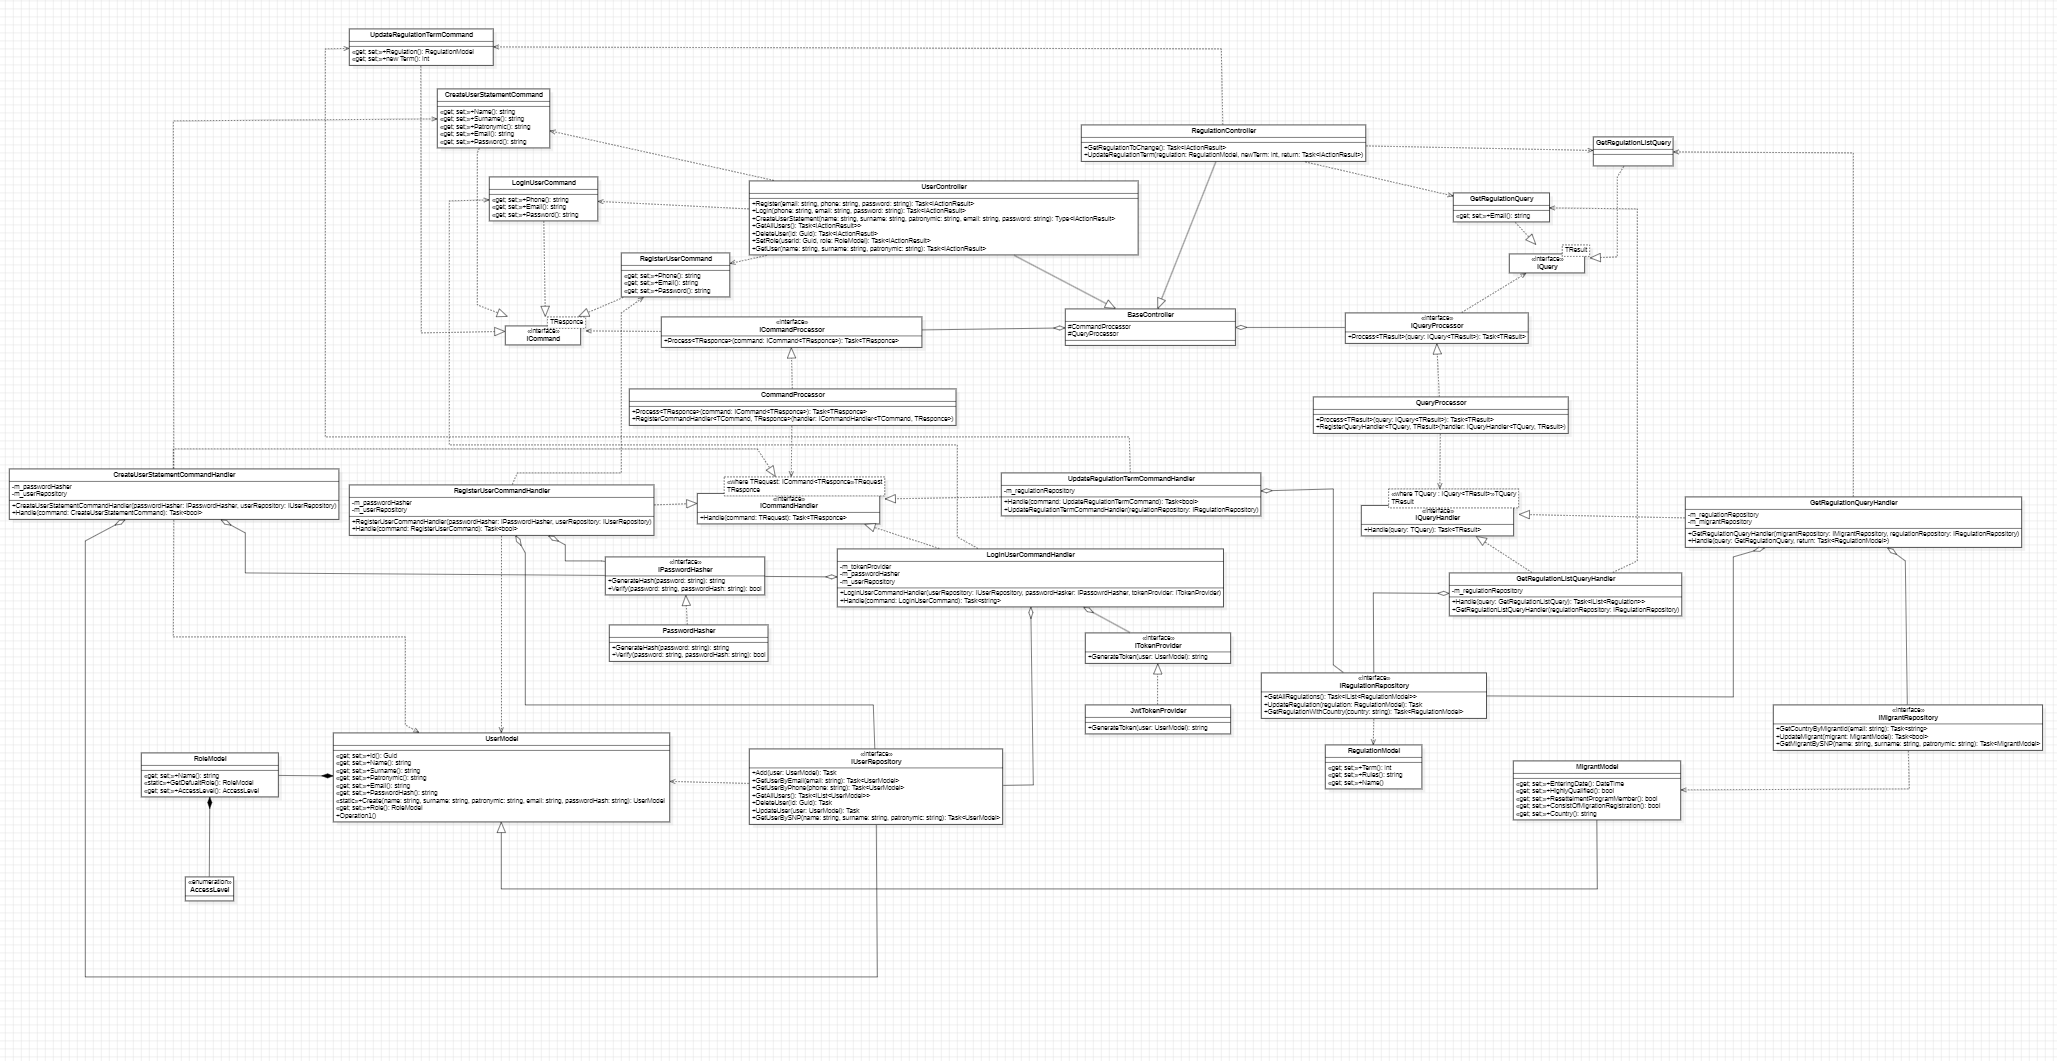 UpdateRegulationTermCommand
«get; set;»+Regulation(): RegulationModel
«get; set;»+new Term(): int
CreateUserStatementCommand
«get; set;»+Name(): string
«get; set;»+Surname(): string
«get; set;»+Patronymic(): string
«get; set;»+Email(): string
«get; set;»+Password(): string
RegulationController
+GetRegulationToChange(): Task<IActionResult>
+UpdateRegulationTerm(regulation: RegulationModel, newTerm: int, return: Task<IActionResult>)
GetRegulationListQuery
LoginUserCommand
«get; set;»+Phone(): string
«get; set;»+Email(): string
«get; set;»+Password(): string
UserController
+Register(email: string, phone: string, password: string): Task<IActionResult>
+Login(phone: string, email: string, password: string): Task<IActionResult>
+CreateUserStatement(name: string, surname: string, patronymic: string, email: string, password: string): Type<IActionResult>
+GetAllUsers(): Task<IActionResult>>
+DeleteUser(id: Guid): Task<IActionResutl>
+SetRole(userId: Guid, role: RoleModel): Task<IActionResult>
+GetUser(name: string, surname: string, patronymic: string): Task<IActionResult>
GetRegulationQuery
«get; set;»+Email(): string
TResult
«interface»
IQuery
RegisterUserCommand
«get; set;»+Phone(): string
«get; set;»+Email(): string
«get; set;»+Password(): string
TResponce
«interface»
ICommand
«interface»
ICommandProcessor
+Process<TResponce>(command: ICommand<TResponce>): Task<TResponce>
BaseController
#CommandProcessor
#QueryProcessor
«interface»
IQueryProcessor
+Process<TResult>(query: IQuery<TResult>): Task<TResult>
CommandProcessor
+Process<TResponce>(command: ICommand<TResponce>): Task<TResponce>
+RegisterCommandHandler<TCommand, TResponce>(handler: ICommandHandler<TCommand, TResponce>)
QueryProcessor
+Process<TResult>(query: IQuery<TResult>): Task<TResult>
+RegisterQueryHandler<TQuery, TResult>(handler: IQueryHandler<TQuery, TResult>)
CreateUserStatementCommandHandler
-m_passwordHasher
-m_userRepository
+CreateUserStatementCommandHandler(passwordHasher: IPasswordHasher, userRepository: IUserRepository)
+Handle(command: CreateUserStatementCommand): Task<bool>
RegisterUserCommandHandler
-m_passwordHasher
-m_userRepository
+RegisterUserCommandHandler(passwordHasher: IPasswordHasher, userRepository: IUserRepository)
+Handle(command: RegisterUserCommand): Task<bool>
«where TRequest: ICommand<TResponce»TRequest
TResponce
«interface»
ICommandHandler
+Handle(command: TRequest): Task<TResponce>
UpdateRegulationTermCommandHandler
-m_regulationRepository
+Handle(command: UpdateRegulationTermCommand): Task<bool>
+UpdateRegulationTermCommandHandler(regulationRepository: IRegulationRepository)
«where TQuery : IQuery<TResult>»TQuery
TResult
«interface»
IQueryHandler
+Handle(query: TQuery): Task<TResult>
GetRegulationQueryHandler
-m_regulationRepository
-m_migrantRepository
+GetRegulationQueryHandler(migrantRepository: IMigrantRepository, regulationRepository: IRegulationRepository)
+Handle(query: GetRegulationQuery, return: Task<RegulationModel>)
LoginUserCommandHandler
-m_tokenProvider
-m_passwordHasher
-m_userRepository
+LoginUserCommandHandler(userRepository: IUserRepository, passwordHasker: IPasswordHasher, tokenProvider: ITokenProvider)
+Handle(command: LoginUserCommand): Task<string>
«interface»
IPasswordHasher
+GenerateHash(password: string): string
+Verify(password: string, passwordHash: string): bool
GetRegulationListQueryHandler
-m_regulationRepository
+Handle(query: GetRegulationListQuery): Task<IList<Regulation>>
+GetRegulationListQueryHandler(regulationRepository: IRegulationRepository)
PasswordHasher
+GenerateHash(password: string): string
+Verify(password: string, passwordHash: string): bool
«interface»
ITokenProvider
+GenerateToken(user: UserModel): string
«interface»
IRegulationRepository
+GetAllRegulations(): Task<IList<RegulationModel>>
+UpdateRegulation(regulation: RegulationModel): Task
+GetRegulationWithCountry(country: string): Task<RegulationModel>
JwtTokenProvider
+GenerateToken(user: UserModel): string
«interface»
IMigrantRepository
+GetCountryByMigrantId(email: string): Task<string>
+UpdateMigrant(migrant: MigrantModel): Task<bool>
+GetMigrantBySNP(name: string, surname: string, patronymic: string): Task<MigrantModel>
UserModel
«get; set;»+Id(): Guid
«get; set;»+Name(): string
«get; set;»+Surname(): string
«get; set;»+Patronymic(): string
«get; set;»+Email(): string
«get; set;»+PasswordHash(): string
«static»+Create(name: string, surname: string, patronymic: string, email: string, passwordHash: string): UserModel
«get; set;»+Role(): RoleModel
+Operation1()
RoleModel
«get; set;»+Name(): string
«static»+GetDefualtRole(): RoleModel
«get; set;»+AccessLevel(): AccessLevel
«interface»
IUserRepository
+Add(user: UserModel): Task
+GetUserByEmail(email: string): Task<UserModel>
+GetUserByPhone(phone: string): Task<UserModel>
+GetAllUsers(): Task<IList<UserModel>>
+DeleteUser(id: Guid): Task
+UpdateUser(user: UserModel): Task
+GetUserBySNP(name: string, surname: string, patronymic: string): Task<UserModel>
RegulationModel
«get; set;»+Term(): int
«get; set;»+Rules(): string
«get; set;»+Name()
MigrantModel
«get; set;»+EnteringDate(): DateTime
«get; set;»+HighlyQualified(): bool
«get; set;»+ResettelmentProgramMember(): bool
«get; set;»+ConsistOfMigrationRegistration(): bool
«get; set;»+Country(): string
«enumeration»
AccessLevel